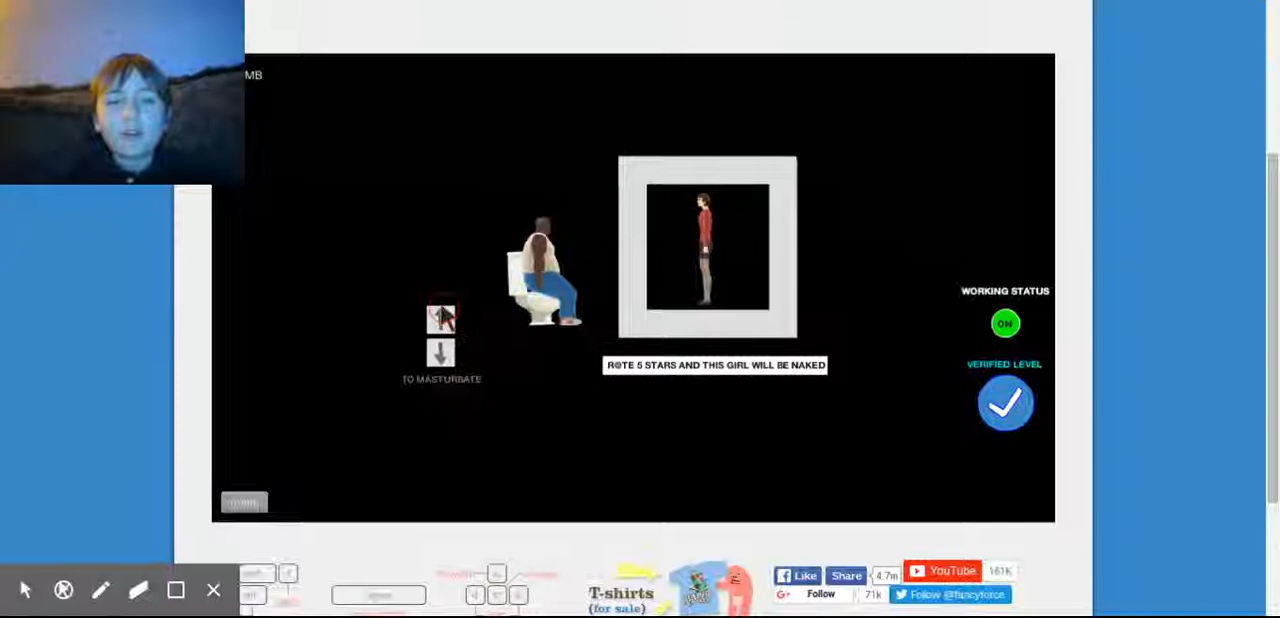 MB
WORKING STATUS
ON
VERIFIED LEVEL
R@TE 5 STARS AND THIS GIRL WILL BE NAKED
TO MASTURBATE
T-shirts
(for sale)
Like
Share
4.7m
YouTube
161K
G+
Follow
71k
Follow @fancyforce